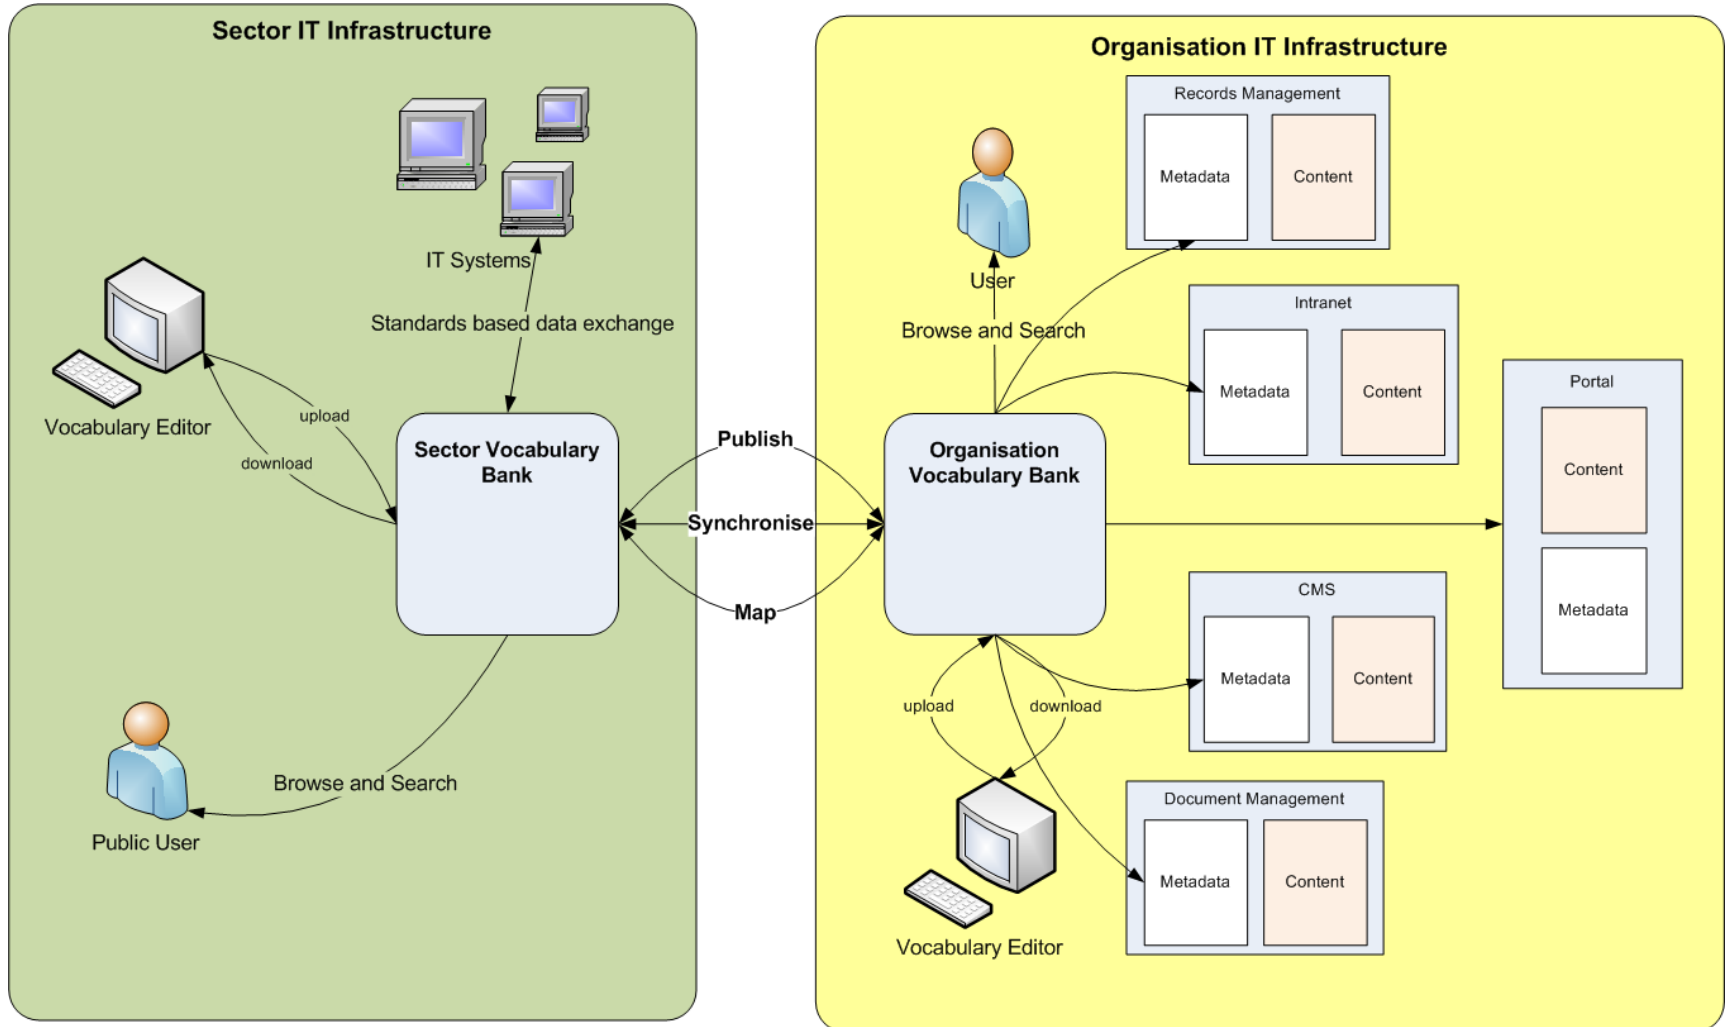 Sector IT Infrastructure
IT Systems
Standards based data exchange
Vocabulary Editor
upload
download
Sector Vocabulary
Bank
Browse and Search
Public User
Publish
Synchronise
Map
Organisation IT Infrastructure
User
Browse and Search
Organisation
Vocabulary Bank
upload
download
Vocabulary Editor
Records Management
Metadata
Content
Intranet
Metadata
Content
Portal
Content
Metadata
CMS
Metadata
Content
Document Management
Metadata
Content